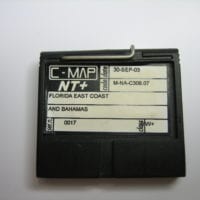 C-MAP
NT+
30-SEP-03
M-NA-C308.07
FLORIDA EAST COAST
AND BAHAMAS
0017